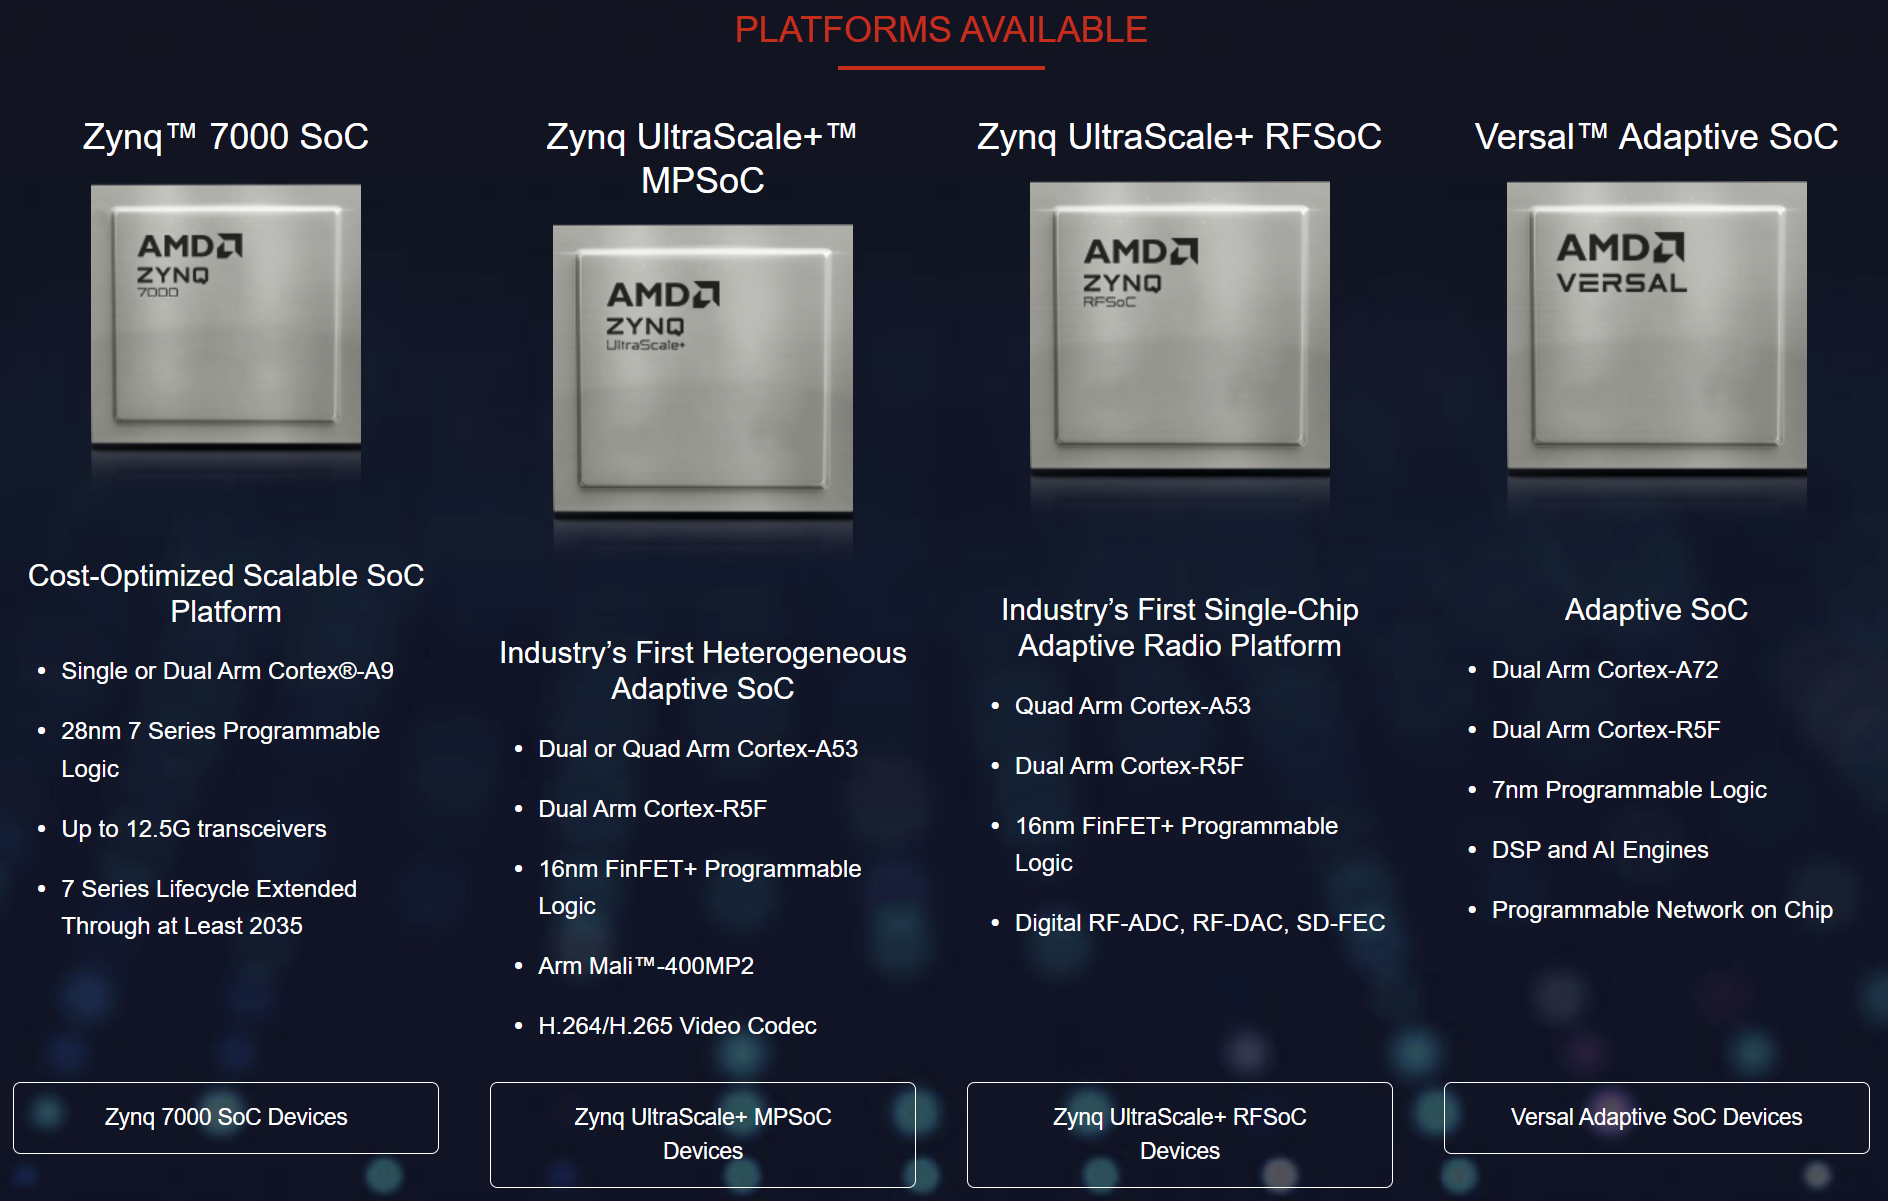 PLATFORMS AVAILABLE
Zynq™ 7000 SoC
AMD
ZYNQ
7000
Cost-Optimized Scalable SoC
Platform
• Single or Dual Arm Cortex®-A9
• 28nm 7 Series Programmable
Logic
• Up to 12.5G transceivers
• 7 Series Lifecycle Extended
Through at Least 2035
Zynq 7000 SoC Devices
Zynq UltraScale+™
MPSoC
AMD
ZYNQ
UltraScale+
Industry’s First Heterogeneous
Adaptive SoC
• Dual or Quad Arm Cortex-A53
• Dual Arm Cortex-R5F
• 16nm FinFET+ Programmable
Logic
• Arm Mali™-400MP2
• H.264/H.265 Video Codec
Zynq UltraScale+ MPSoC
Devices
Zynq UltraScale+ RFSoC
AMD
ZYNQ
RFSoC
Industry’s First Single-Chip
Adaptive Radio Platform
• Quad Arm Cortex-A53
• Dual Arm Cortex-R5F
• 16nm FinFET+ Programmable
Logic
• Digital RF-ADC, RF-DAC, SD-FEC
Zynq UltraScale+ RFSoC
Devices
Versal™ Adaptive SoC
AMD
VERSAL
Adaptive SoC
• Dual Arm Cortex-A72
• Dual Arm Cortex-R5F
• 7nm Programmable Logic
• DSP and AI Engines
• Programmable Network on Chip
Versal Adaptive SoC Devices